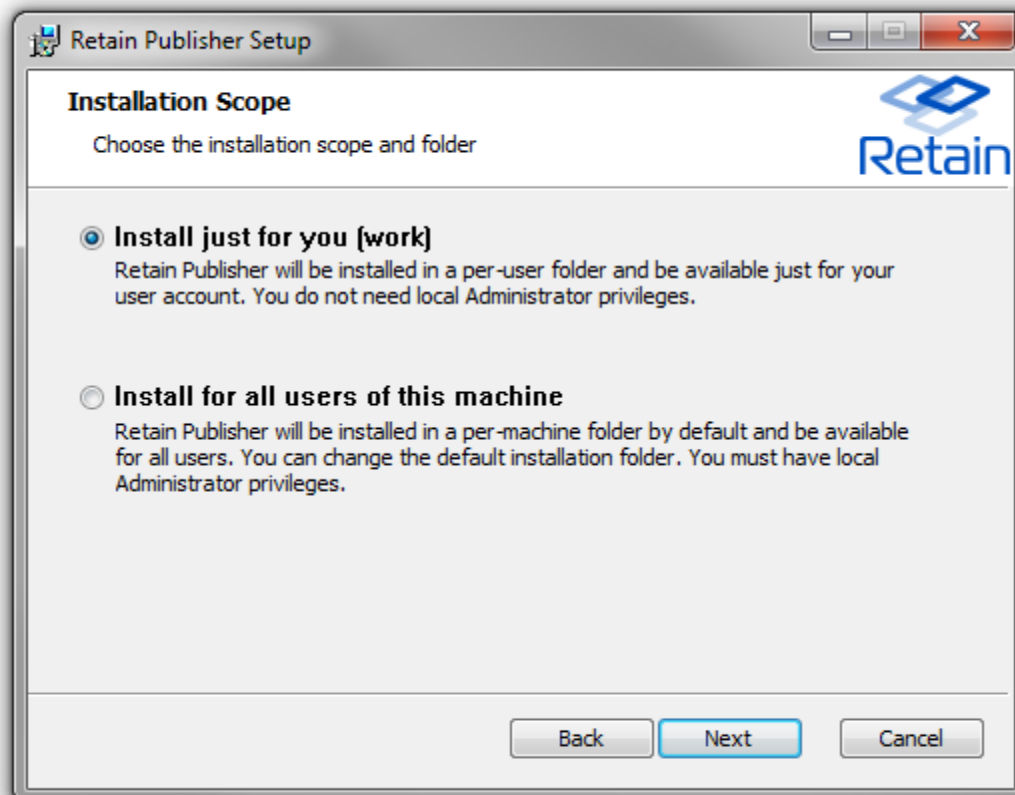 Retain Publisher Setup
Installation Scope
Choose the installation scope and folder
Retain
Install just for you (work)
Retain Publisher will be installed in a per-user folder and be available just for your
user account. You do not need local Administrator privileges.
Install for all users of this machine
Retain Publisher will be installed in a per-machine folder by default and be available
for all users. You can change the default installation folder. You must have local
Administrator privileges.
Back Next Cancel